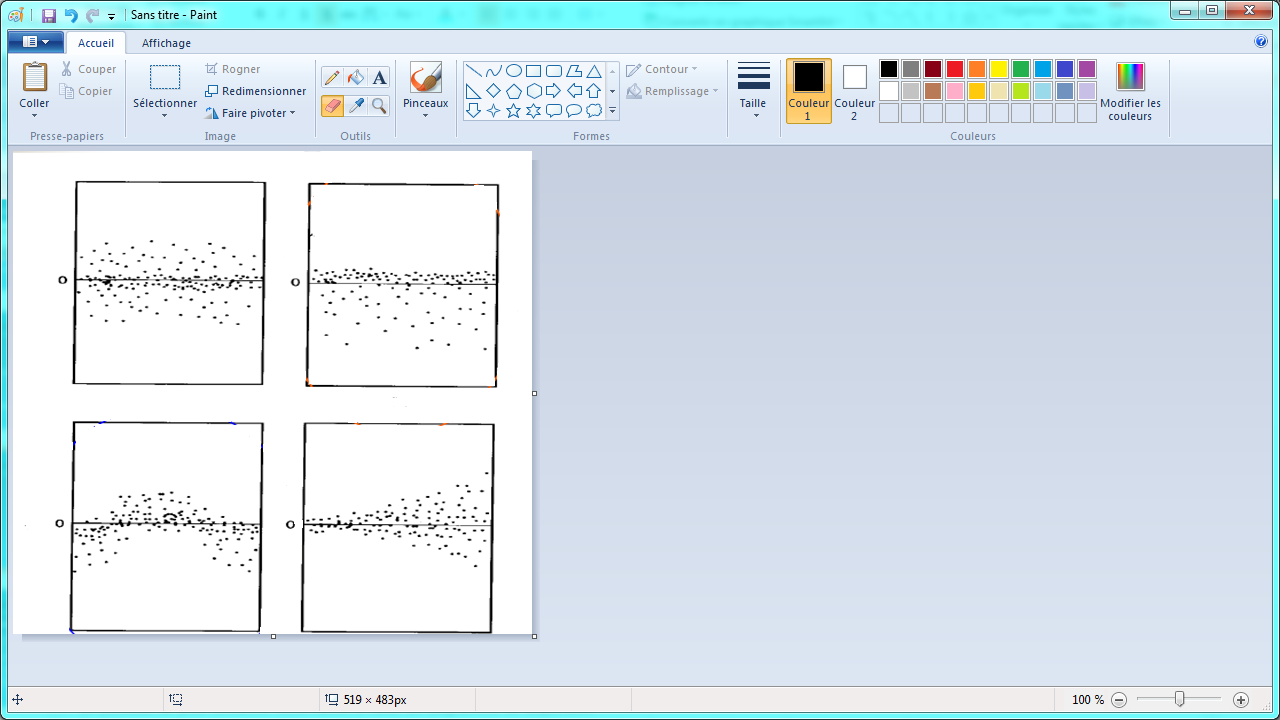 Sans titre - Paint
Accueil Affichage
Coller
Couper
Copier
Presse-papiers
Sélectionner
Rogner
Redimensionner
Faire pivoter
Image
A
Outils
Pinceaux
Contour
Remplissage
Formes
Taille
Couleur
1
Couleur
2
Modifier les
couleurs
Couleurs
0
0
0
0
519 × 483px
100 %